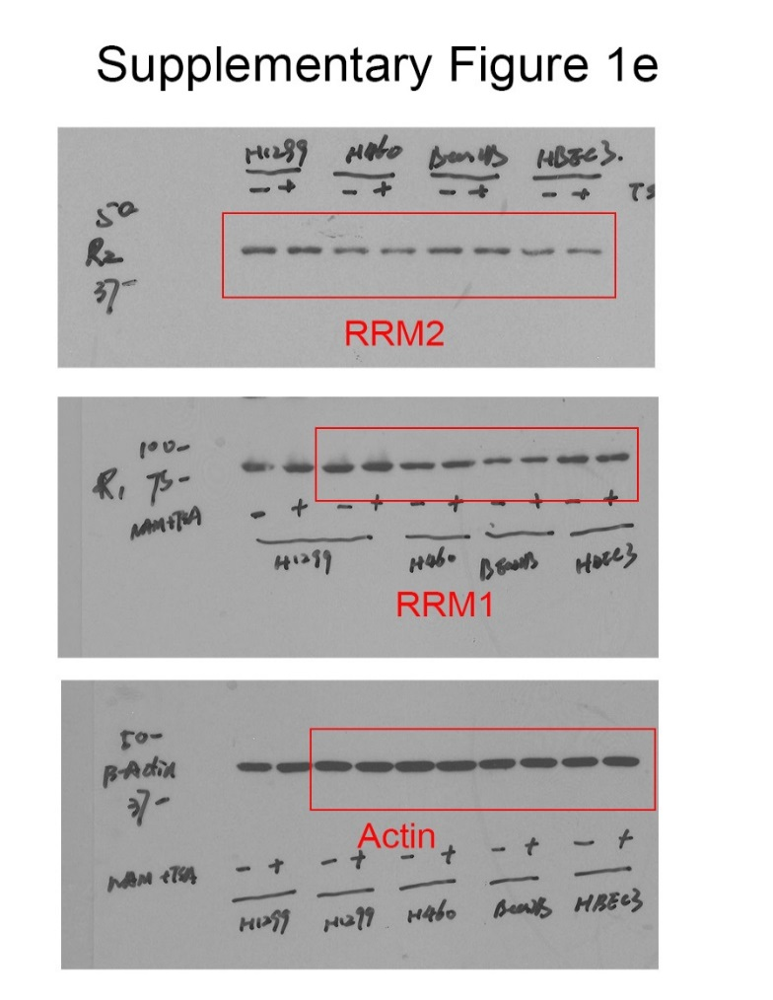 Supplementary Figure 1e
H1299 H460 Beas2B HBEC3.
- + - + - + - + TS
50
R2
37-
RRM2
100-
R1 75-
NAM+TSA - + - + - + - + - +
H1299 H460 HBEC3
RRM1
50-
β-Actin
37-
Actin
NAM+TSA - + - + - + - + - +
H1299 H1299 H460 Beas2B HBEC3